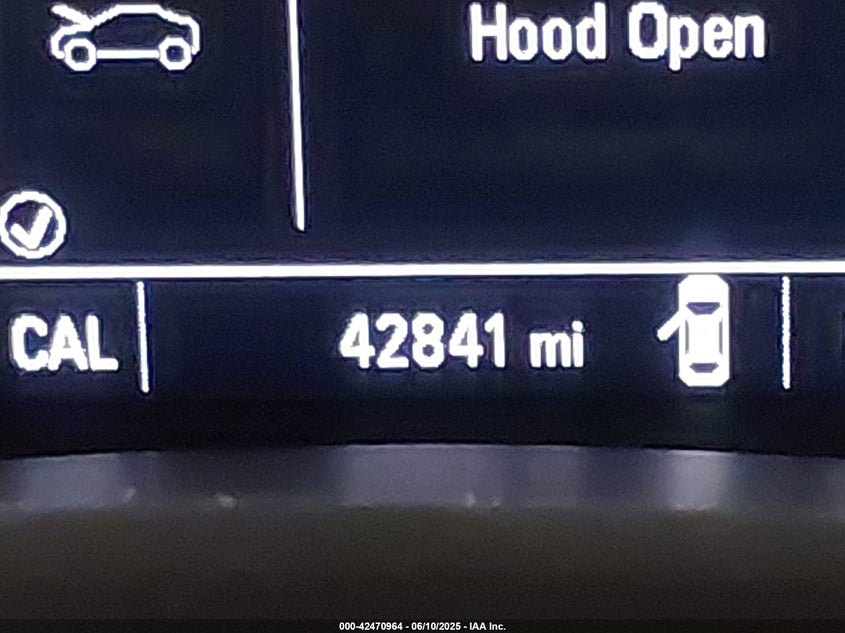 Hood Open
CAL
42841 mi
000-42470964 - 06/10/2025 - IAA Inc.